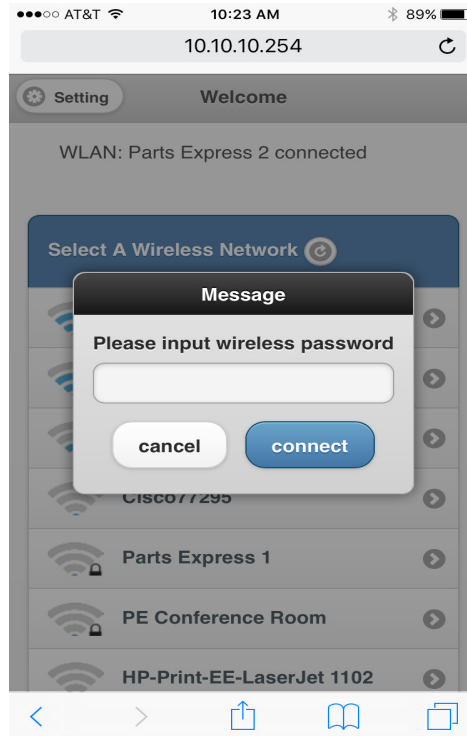 AT&T 10:23 AM 89%
10.10.10.254
Setting Welcome
WLAN: Parts Express 2 connected
Select A Wireless Network
Message
Please input wireless password
cancel connect
Cisco77295
Parts Express 1
PE Conference Room
HP-Print-EE-LaserJet 1102